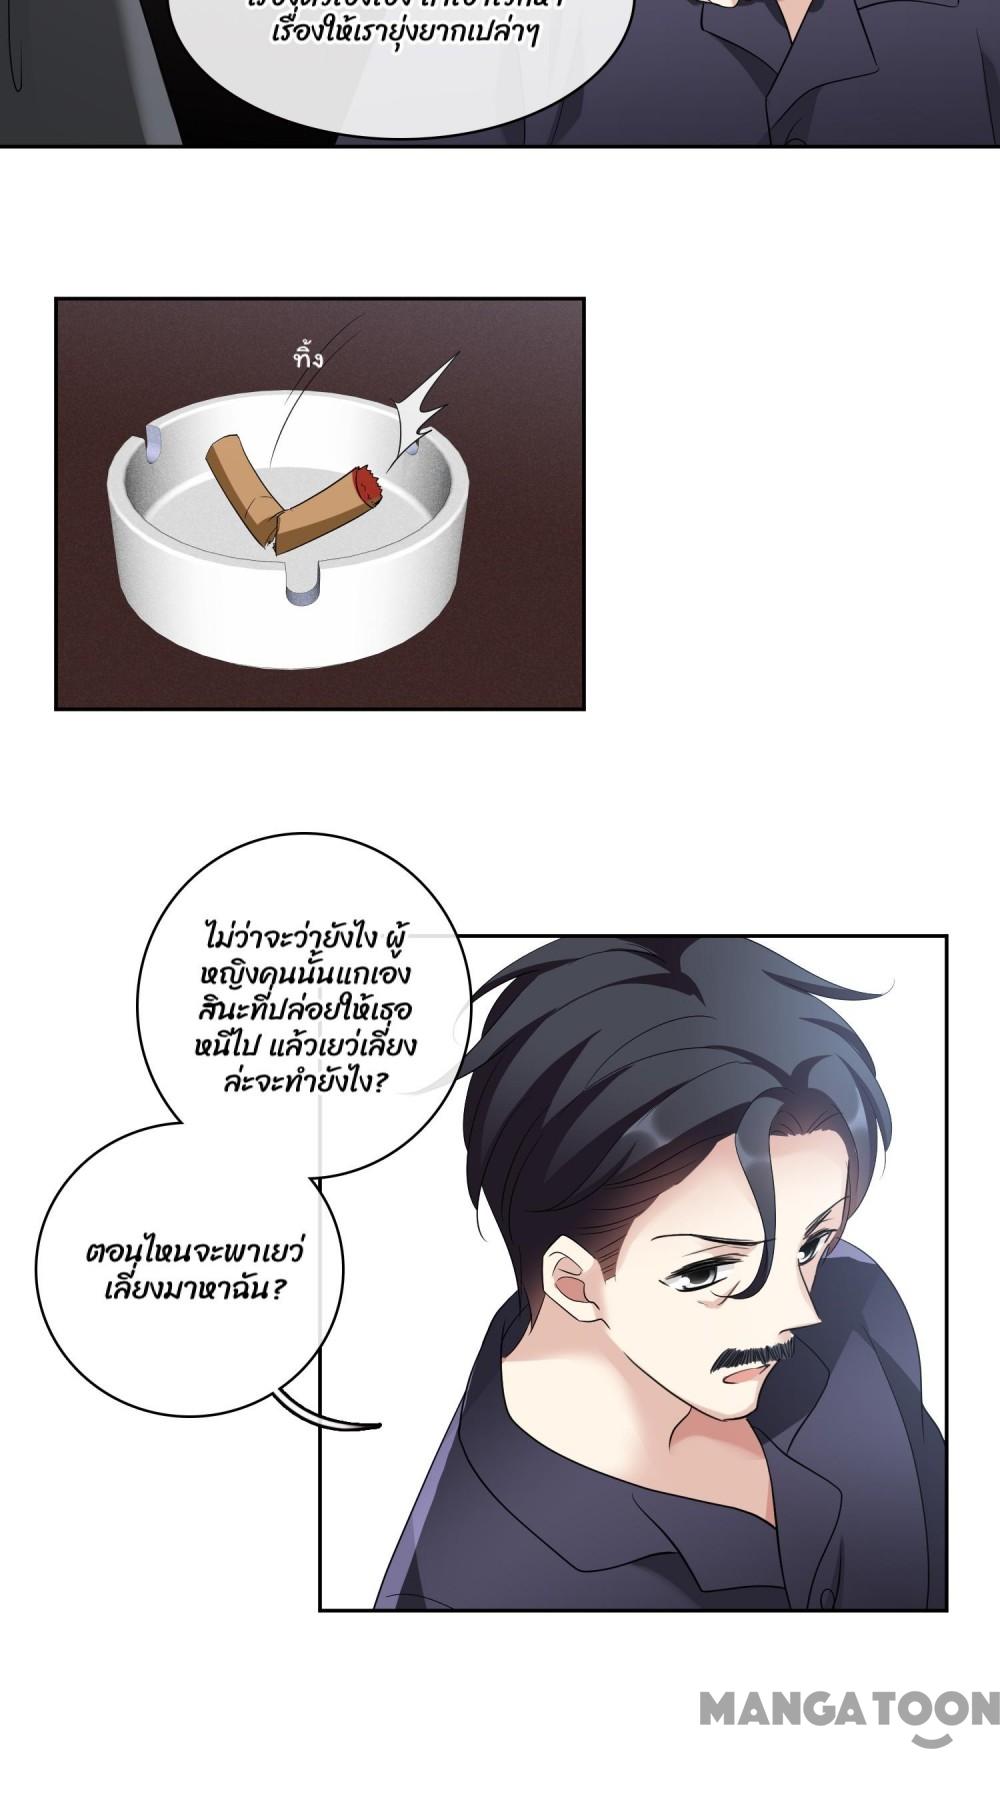 เรื่องให้เรายุ่งยากเปล่าๆ
ทิ้ง
ไม่ว่าจะว่ายังไง ผู้
หญิงคนนั้นแกเอง
สินะที่ปล่อยให้เธอ
หนีไป แล้วเยว่เลี่ยง
ล่ะจะทำยังไง?
ตอนไหนจะพาเยว่
เลี่ยงมาหาฉัน?
MANGATOON